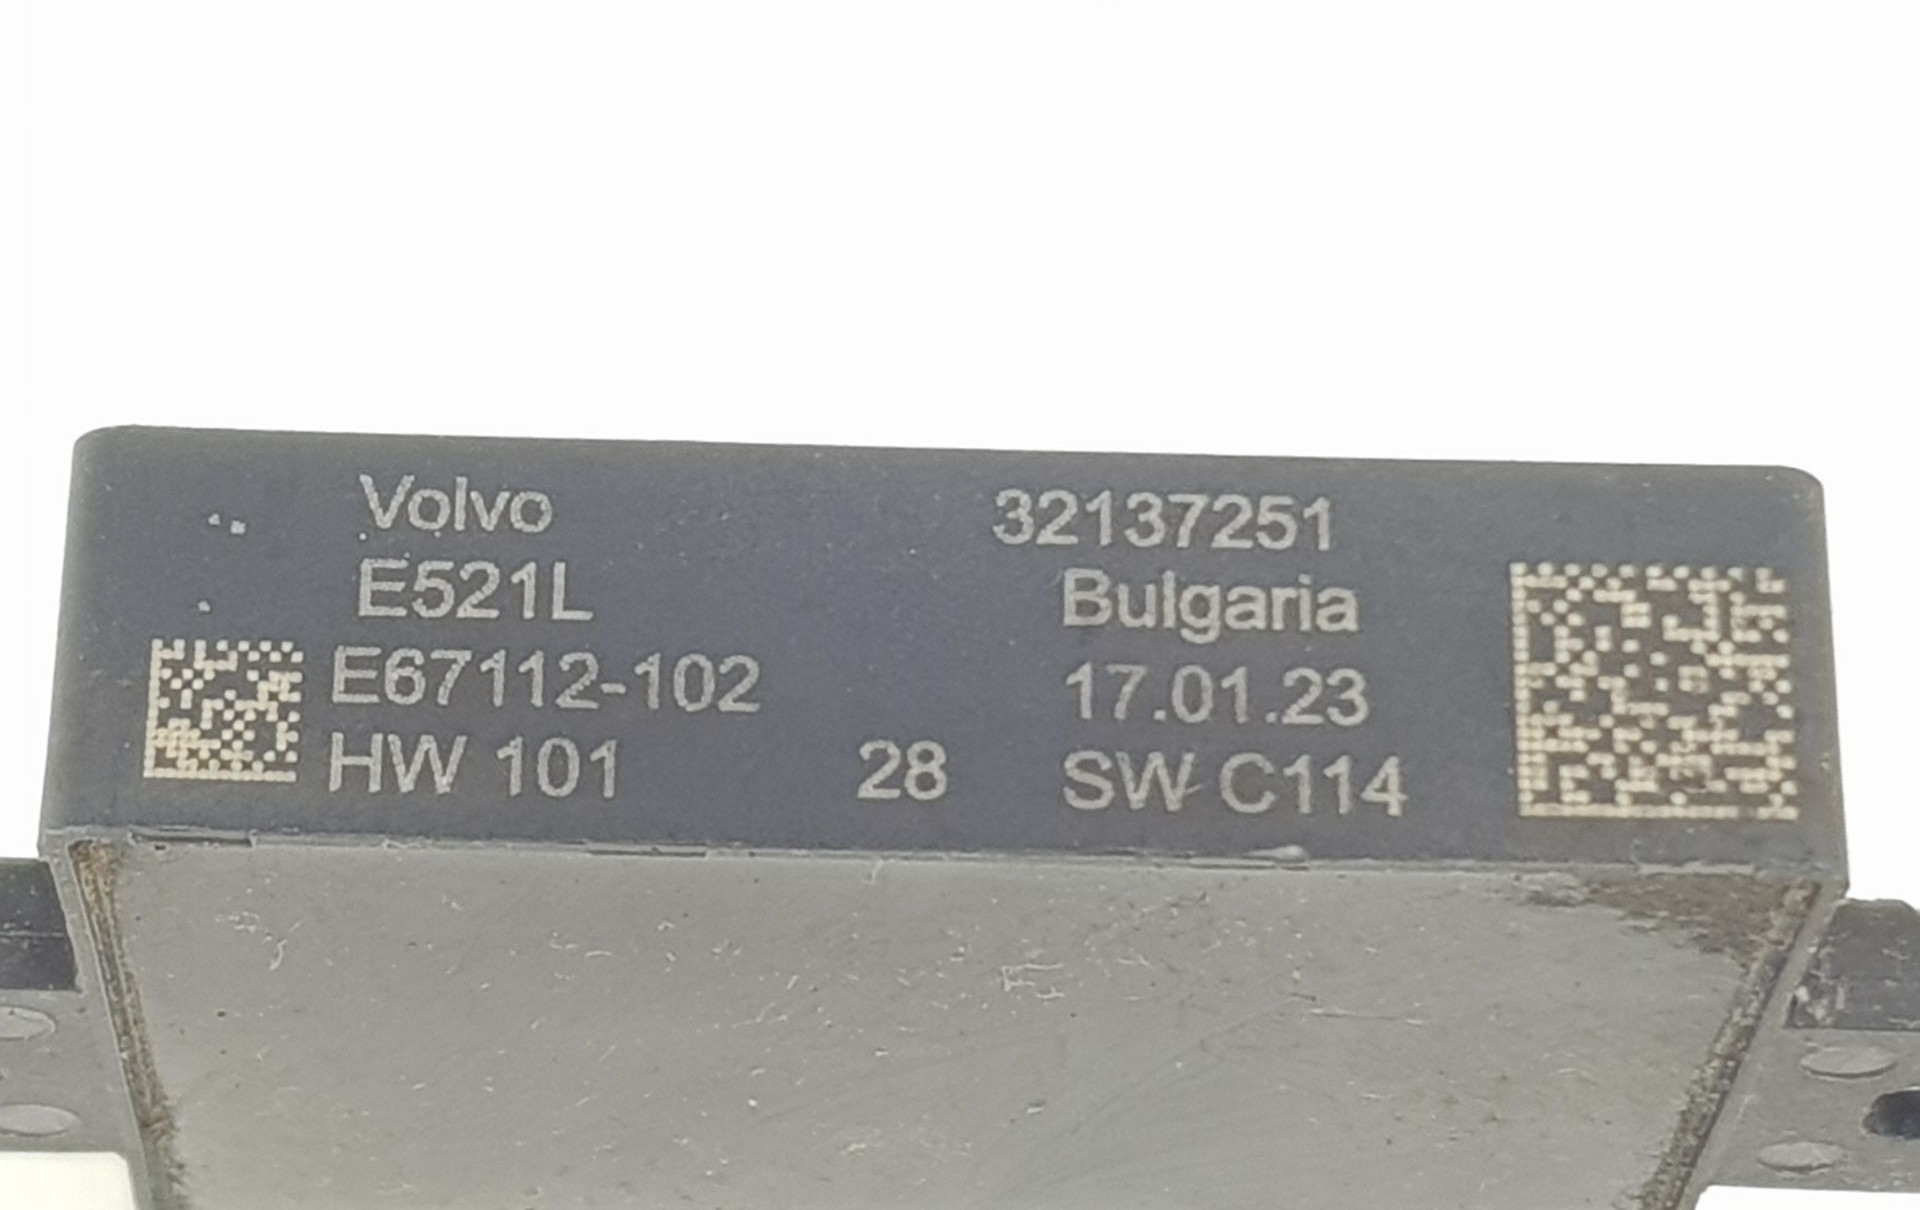 Volvo 32137251
E521L Bulgaria
E67112-102 17.01.23
HW 101 28 SW C114